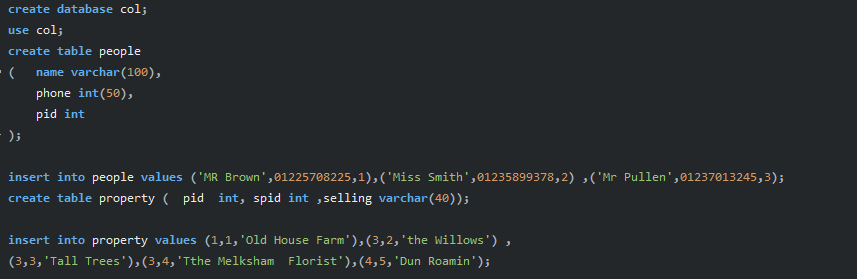 create database col;
use col;
create table people
(   name varchar(100),
    phone int(50),
    pid int
);
insert into people values ('MR Brown',01225708225,1),('Miss Smith',01235899378,2) ,('Mr Pullen',01237013245,3);
create table property (  pid  int, spid int ,selling varchar(40));
insert into property values (1,1,'Old House Farm'),(3,2,'the Willows') ,
(3,3,'Tall Trees'),(3,4,'Tthe Melksham  Florist'),(4,5,'Dun Roamin');